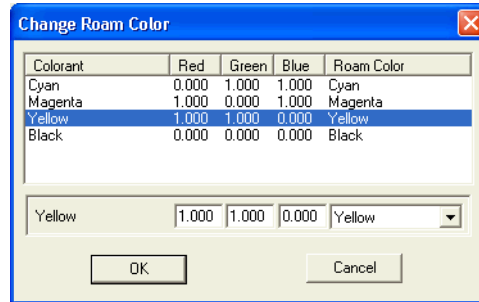 Change Roam Color
Colorant Red Green Blue Roam Color
Cyan 0.000 1.000 1.000 Cyan
Magenta 1.000 0.000 1.000 Magenta
Yellow 1.000 1.000 0.000 Yellow
Black 0.000 0.000 0.000 Black
Yellow 1.000 1.000 0.000 Yellow
OK Cancel